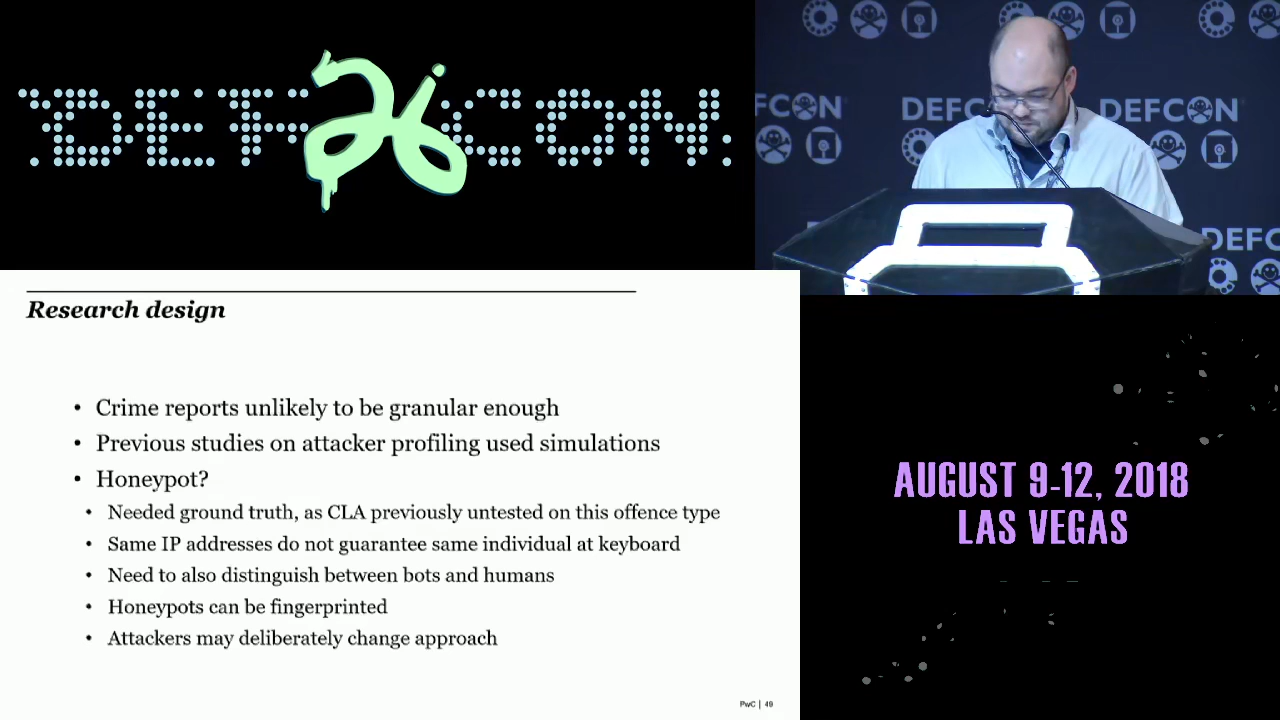 DEF 26 CON
DEFCON
DEFCON
DEFCON
DEFCON
Research design
• Crime reports unlikely to be granular enough
• Previous studies on attacker profiling used simulations
• Honeypot?
• Needed ground truth, as CLA previously untested on this offence type
• Same IP addresses do not guarantee same individual at keyboard
• Need to also distinguish between bots and humans
• Honeypots can be fingerprinted
• Attackers may deliberately change approach
PwC | 49
AUGUST 9-12, 2018
LAS VEGAS